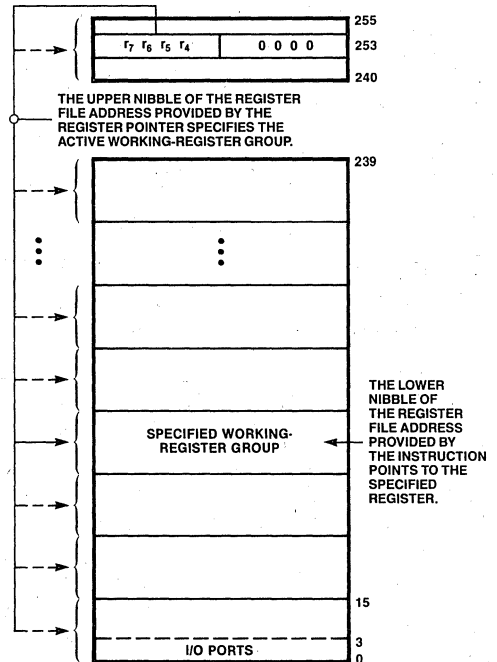 255
r7 r6 r5 r4 0 0 0 0 253
240
THE UPPER NIBBLE OF THE REGISTER
FILE ADDRESS PROVIDED BY THE
REGISTER POINTER SPECIFIES THE
ACTIVE WORKING-REGISTER GROUP.
239
SPECIFIED WORKING-
REGISTER GROUP
THE LOWER
NIBBLE OF
THE REGISTER
FILE ADDRESS
PROVIDED BY
THE INSTRUCTION
POINTS TO THE
SPECIFIED
REGISTER.
15
3
I/O PORTS
0